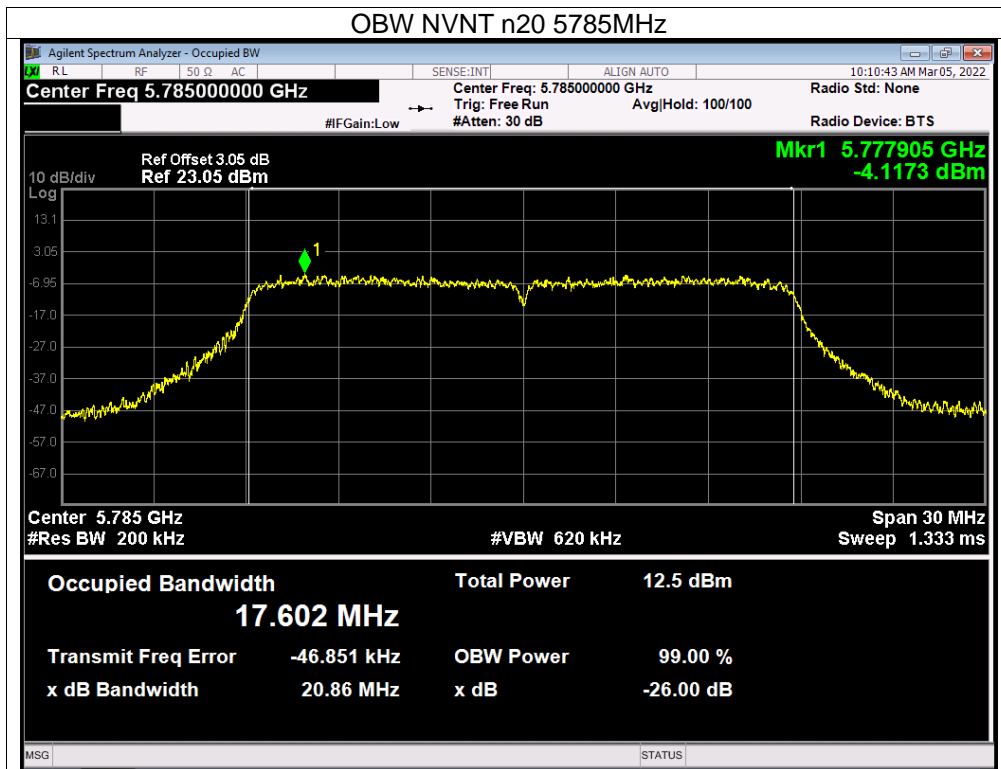 OBW NVNT n20 5785MHz
Agilent Spectrum Analyzer - Occupied BW
LXI RL RF 50 Ω AC SENSE:INT ALIGN AUTO 10:10:43 AM Mar 05, 2022
Center Freq 5.785000000 GHz Center Freq: 5.785000000 GHz Radio Std: None
Trig: Free Run Avg|Hold: 100/100
#IFGain:Low #Atten: 30 dB Radio Device: BTS
Mkr1 5.777905 GHz
-4.1173 dBm
Ref Offset 3.05 dB
10 dB/div Ref 23.05 dBm
Log
13.1
3.05
1
-6.95
-17.0
-27.0
-37.0
-47.0
-57.0
-67.0
Center 5.785 GHz Span 30 MHz
#Res BW 200 kHz #VBW 620 kHz Sweep 1.333 ms
Occupied Bandwidth Total Power 12.5 dBm
17.602 MHz
Transmit Freq Error -46.851 kHz OBW Power 99.00 %
x dB Bandwidth 20.86 MHz x dB -26.00 dB
MSG STATUS